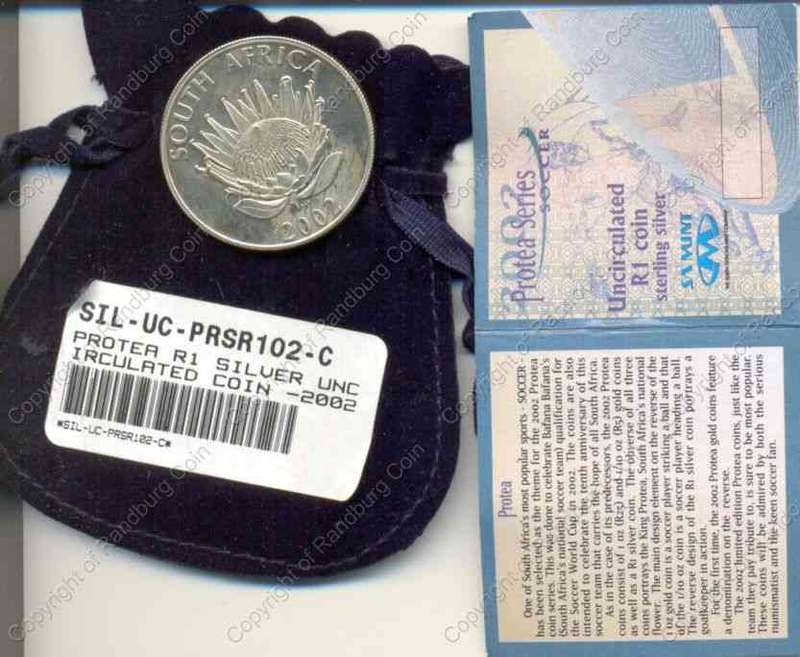 SOUTH AFRICA
2002
SIL-UC-PRSR102-C
PROTEA R1 SILVER UNC
IRCULATED COIN -2002
*SIL-UC-PRSR102-C*
2002
Protea Series
SOCCER
Uncirculated
R1 coin
sterling silver
SA MINT
Protea
One of South Africa's most popular sports - SOCCER -
has been selected as the theme for the 2002 Protea
coin series. This was done to celebrate Bafana Bafana's
(South Africa's national soccer team) qualification for
the Soccer World Cup in 2002. The coins are also
intended to celebrate the tenth anniversary of this
soccer team that carries the hope of all South Africa.
As in the case of its predecessors, the 2002 Protea
coins consist of 1 oz (R25) and 1/10 oz (R5) gold coins
as well as a R1 silver coin. The obverse of all three
coins portrays the King Protea, South Africa's national
flower. The main design element on the reverse of the
1 oz gold coin is a soccer player striking a ball and that
of the 1/10 oz coin is a soccer player heading a ball.
The reverse design of the R1 silver coin portrays a
goalkeeper in action.
For the first time, the 2002 Protea gold coins feature
a denomination on the reverse.
The 2002 limited edition Protea coins, just like the
team they pay tribute to, is sure to be most popular.
These coins will be admired by both the serious
numismatist and the keen soccer fan.
Copyright of Randburg Coin